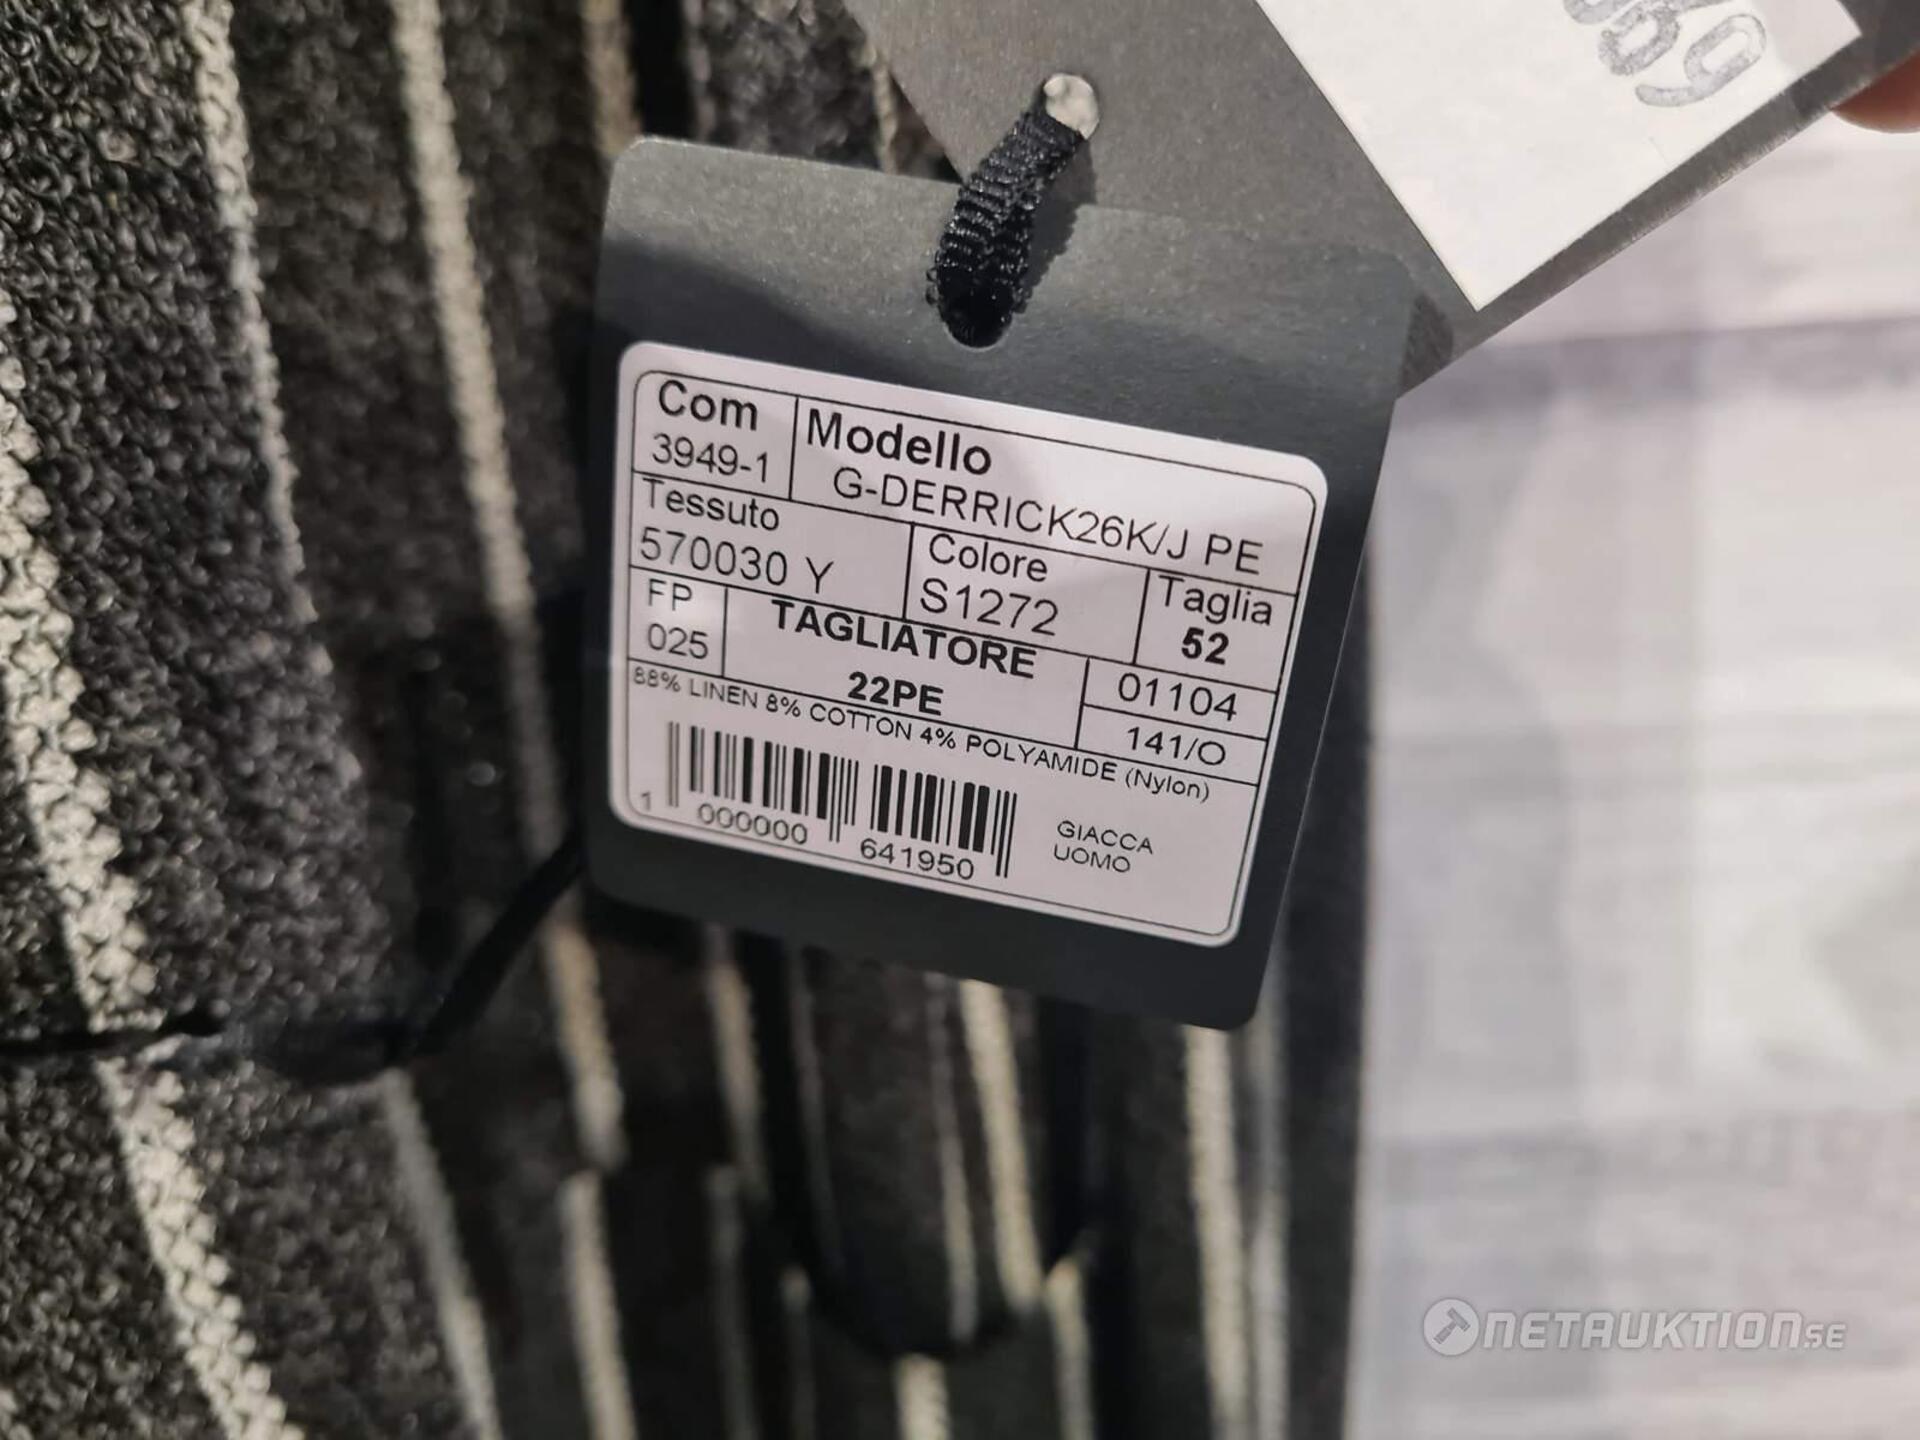 Com
3949-1
Modello
G-DERRICK26K/J PE
Tessuto
570030 Y
Colore
S1272
Taglia
52
FP
025
TAGLIATORE
22PE
01104
141/O
88% LINEN 8% COTTON 4% POLYAMIDE (Nylon)
1 000000 641950
GIACCA
UOMO
NETAUKTION.SE